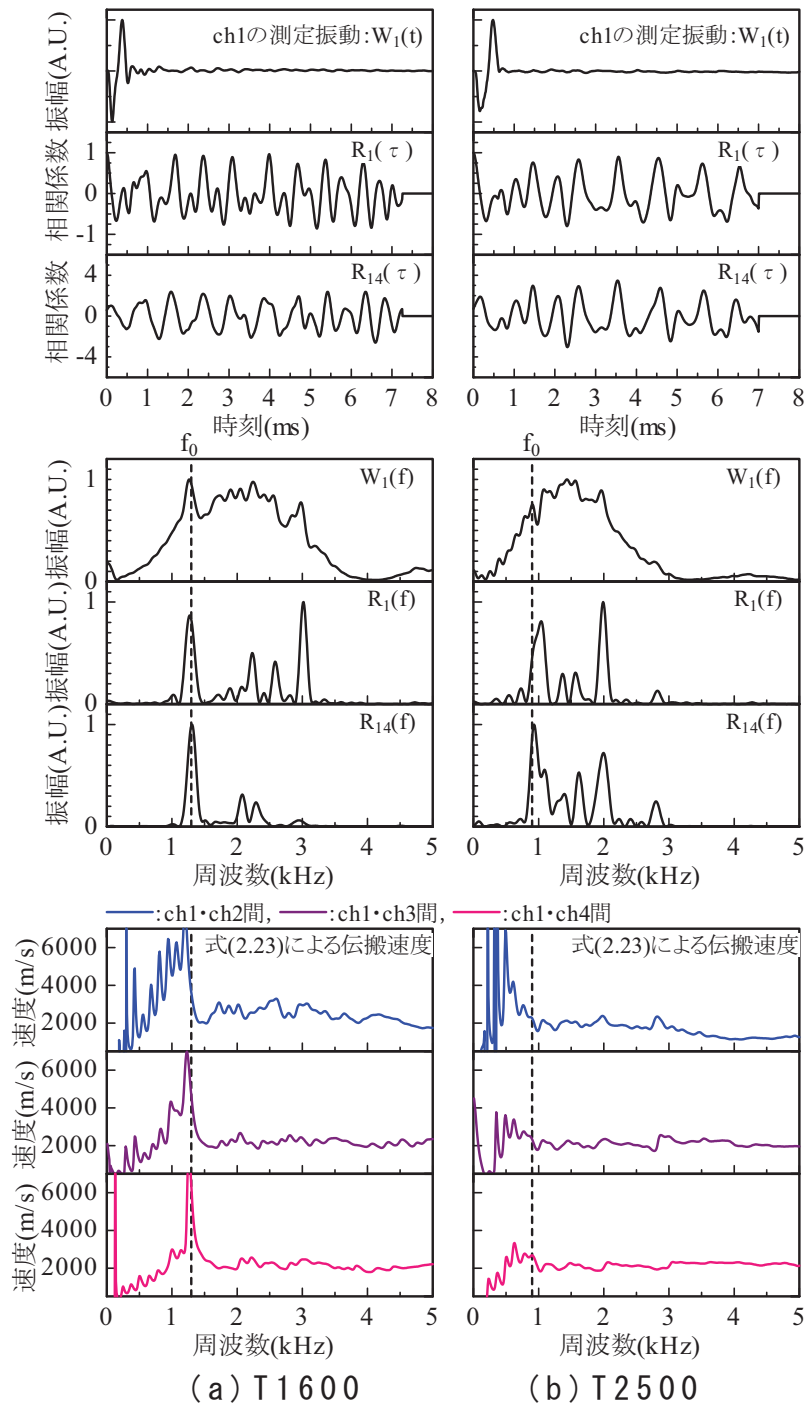 ch1の測定振動:W₁(t)
振幅(A.U.)
R₁(τ)
相関係数
1
0
-1
R₁₄(τ)
相関係数
4
0
-4
0 1 2 3 4 5 6 7 8
時刻(ms)
0 1 2 3 4 5 6 7 8
時刻(ms)
R₁(τ)
R₁₄(τ)
f₀
f₀
W₁(f)
W₁(f)
振幅(A.U.)
1
0
R₁(f)
R₁(f)
振幅(A.U.)
1
0
R₁₄(f)
R₁₄(f)
振幅(A.U.)
1
0
0 1 2 3 4 5
周波数(kHz)
0 1 2 3 4 5
周波数(kHz)
:ch1・ch2間, :ch1・ch3間, :ch1・ch4間
式(2.23)による伝搬速度
式(2.23)による伝搬速度
速度(m/s)
6000
4000
2000
速度(m/s)
6000
4000
2000
速度(m/s)
6000
4000
2000
0 1 2 3 4 5
周波数(kHz)
0 1 2 3 4 5
周波数(kHz)
(a)T1600
(b)T2500
ch1の測定振動:W₁(t)